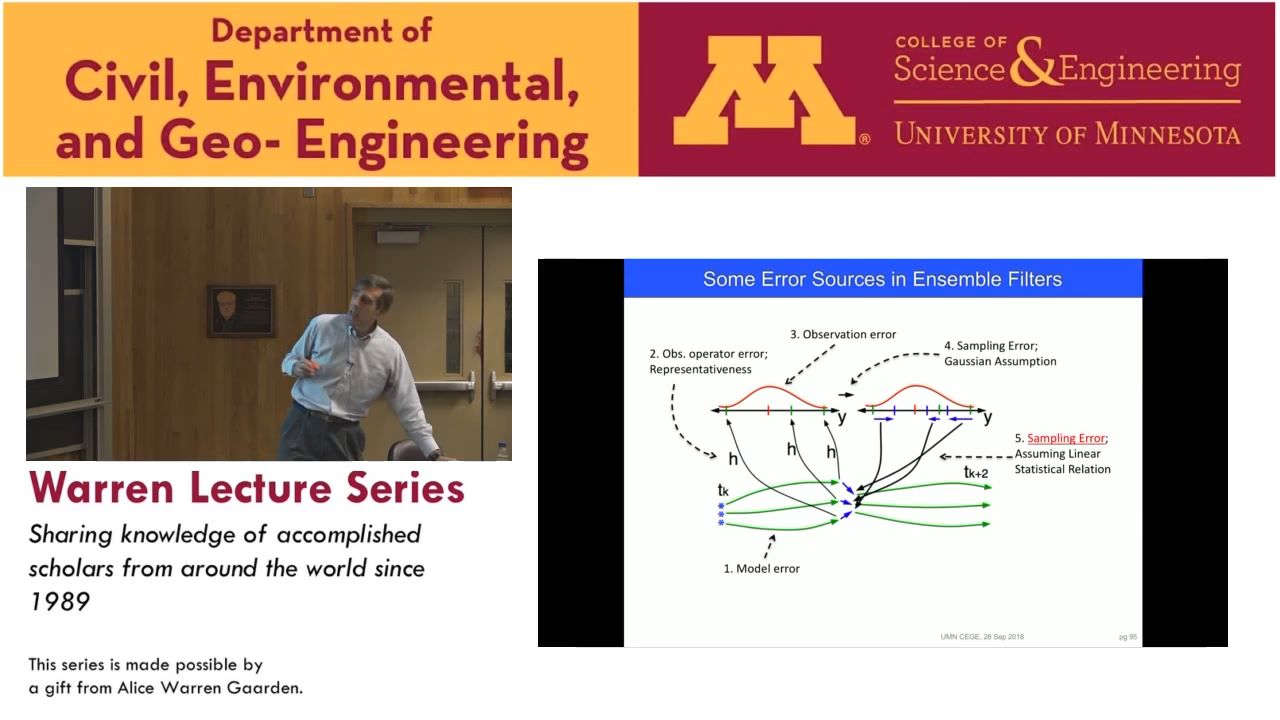 Department of
Civil, Environmental,
and Geo- Engineering
M®
COLLEGE OF
Science & Engineering
UNIVERSITY OF MINNESOTA
Warren Lecture Series
Sharing knowledge of accomplished
scholars from around the world since
1989
This series is made possible by
a gift from Alice Warren Gaarden.
Some Error Sources in Ensemble Filters
3. Observation error
2. Obs. operator error;
Representativeness
4. Sampling Error;
Gaussian Assumption
y
y
h
h
h
5. Sampling Error;
Assuming Linear
Statistical Relation
tk
tk+2
* 
*
*
1. Model error
UMN CEGE, 28 Sep 2018
pg 95